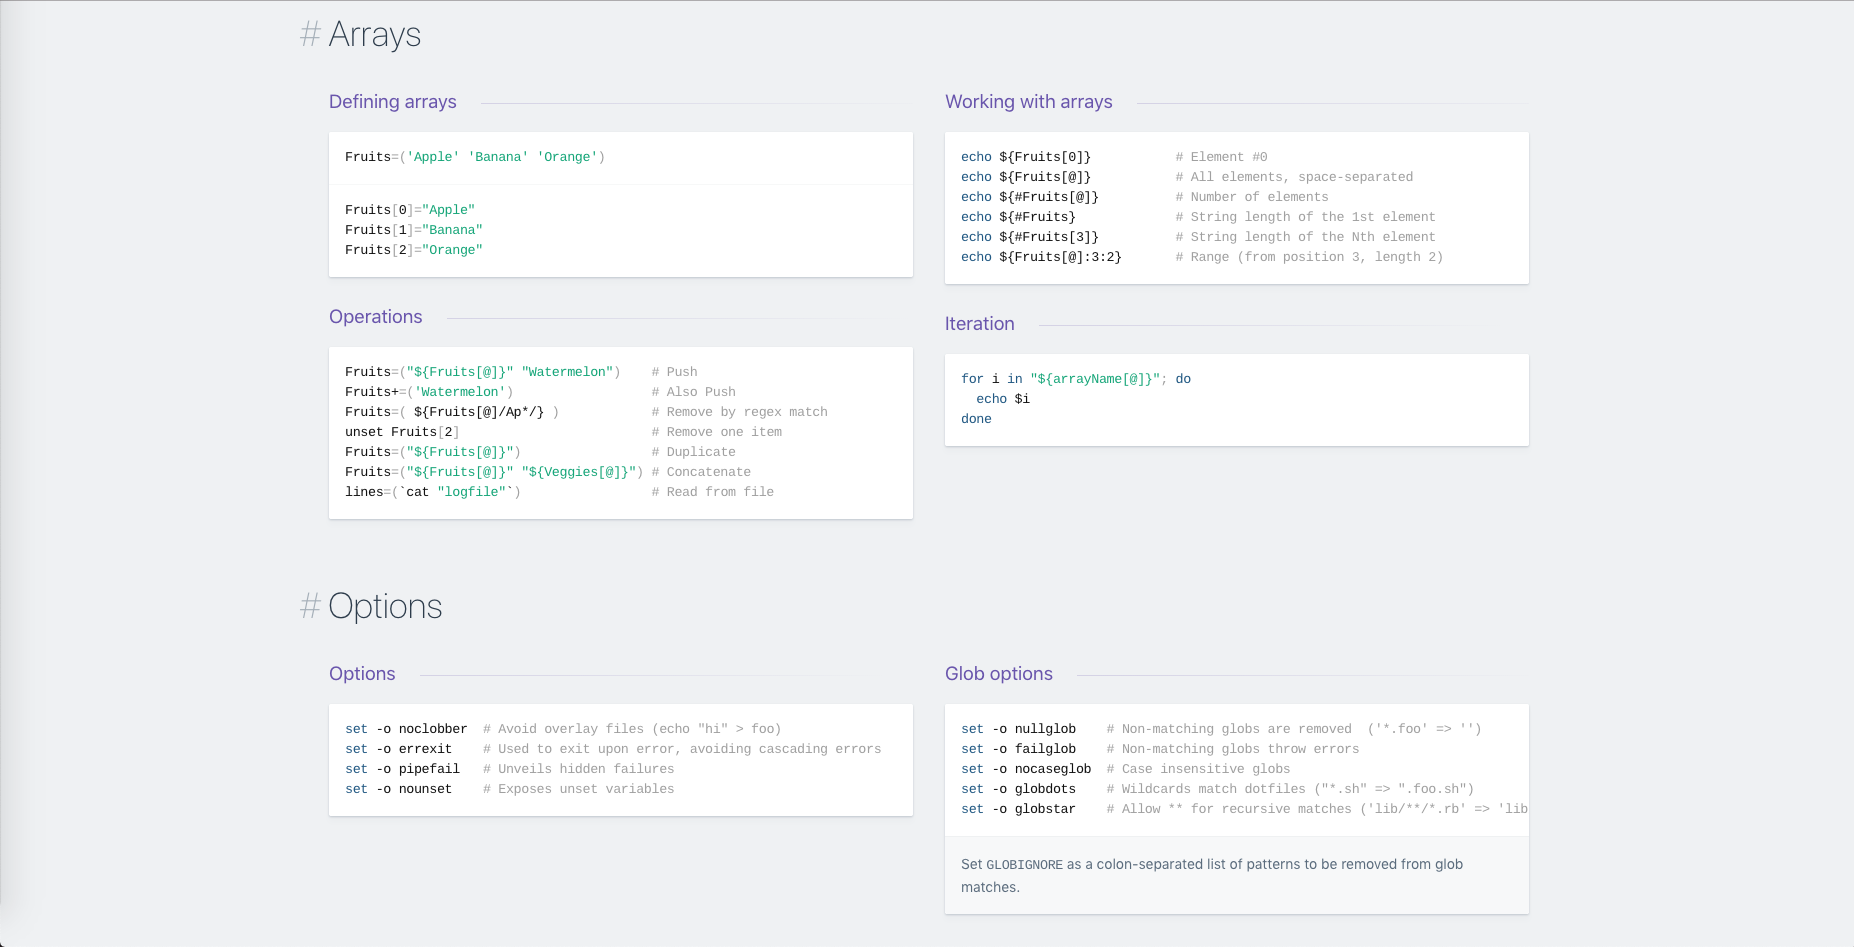 # Arrays
Defining arrays
Fruits=('Apple' 'Banana' 'Orange')
Fruits[0]="Apple"
Fruits[1]="Banana"
Fruits[2]="Orange"
Operations
Fruits=("${Fruits[@]}" "Watermelon")    # Push
Fruits+=('Watermelon')                  # Also Push
Fruits=( ${Fruits[@]/Ap*/} )            # Remove by regex match
unset Fruits[2]                         # Remove one item
Fruits=("${Fruits[@]}")                 # Duplicate
Fruits=("${Fruits[@]}" "${Veggies[@]}") # Concatenate
lines=(`cat "logfile"`)                 # Read from file
Working with arrays
echo ${Fruits[0]}           # Element #0
echo ${Fruits[@]}           # All elements, space-separated
echo ${#Fruits[@]}          # Number of elements
echo ${#Fruits}             # String length of the 1st element
echo ${#Fruits[3]}          # String length of the Nth element
echo ${Fruits[@]:3:2}       # Range (from position 3, length 2)
Iteration
for i in "${arrayName[@]}"; do
  echo $i
done
# Options
Options
set -o noclobber  # Avoid overlay files (echo "hi" > foo)
set -o errexit    # Used to exit upon error, avoiding cascading errors
set -o pipefail   # Unveils hidden failures
set -o nounset    # Exposes unset variables
Glob options
set -o nullglob    # Non-matching globs are removed  ('*.foo' => '')
set -o failglob    # Non-matching globs throw errors
set -o nocaseglob  # Case insensitive globs
set -o globdots    # Wildcards match dotfiles ("*.sh" => ".foo.sh")
set -o globstar    # Allow ** for recursive matches ('lib/**/*.rb' => 'lib
Set GLOBIGNORE as a colon-separated list of patterns to be removed from glob
matches.